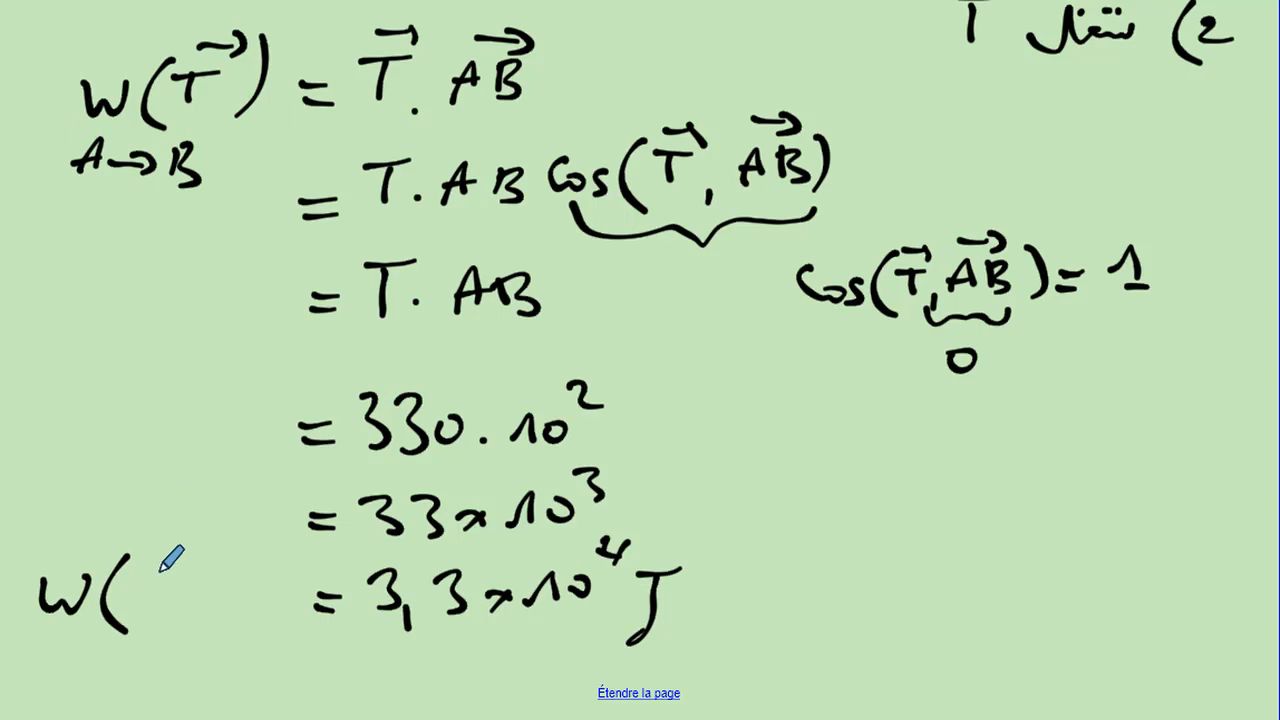 2) شغل T
W(T⃗) = T⃗ . AB⃗
A→B
= T . AB cos(T⃗, AB⃗)
= T . AB
cos(T⃗, AB⃗) = 1
0
= 330 . 10²
= 33 × 10³
W( = 3,3 × 10⁴ J
Étendre la page